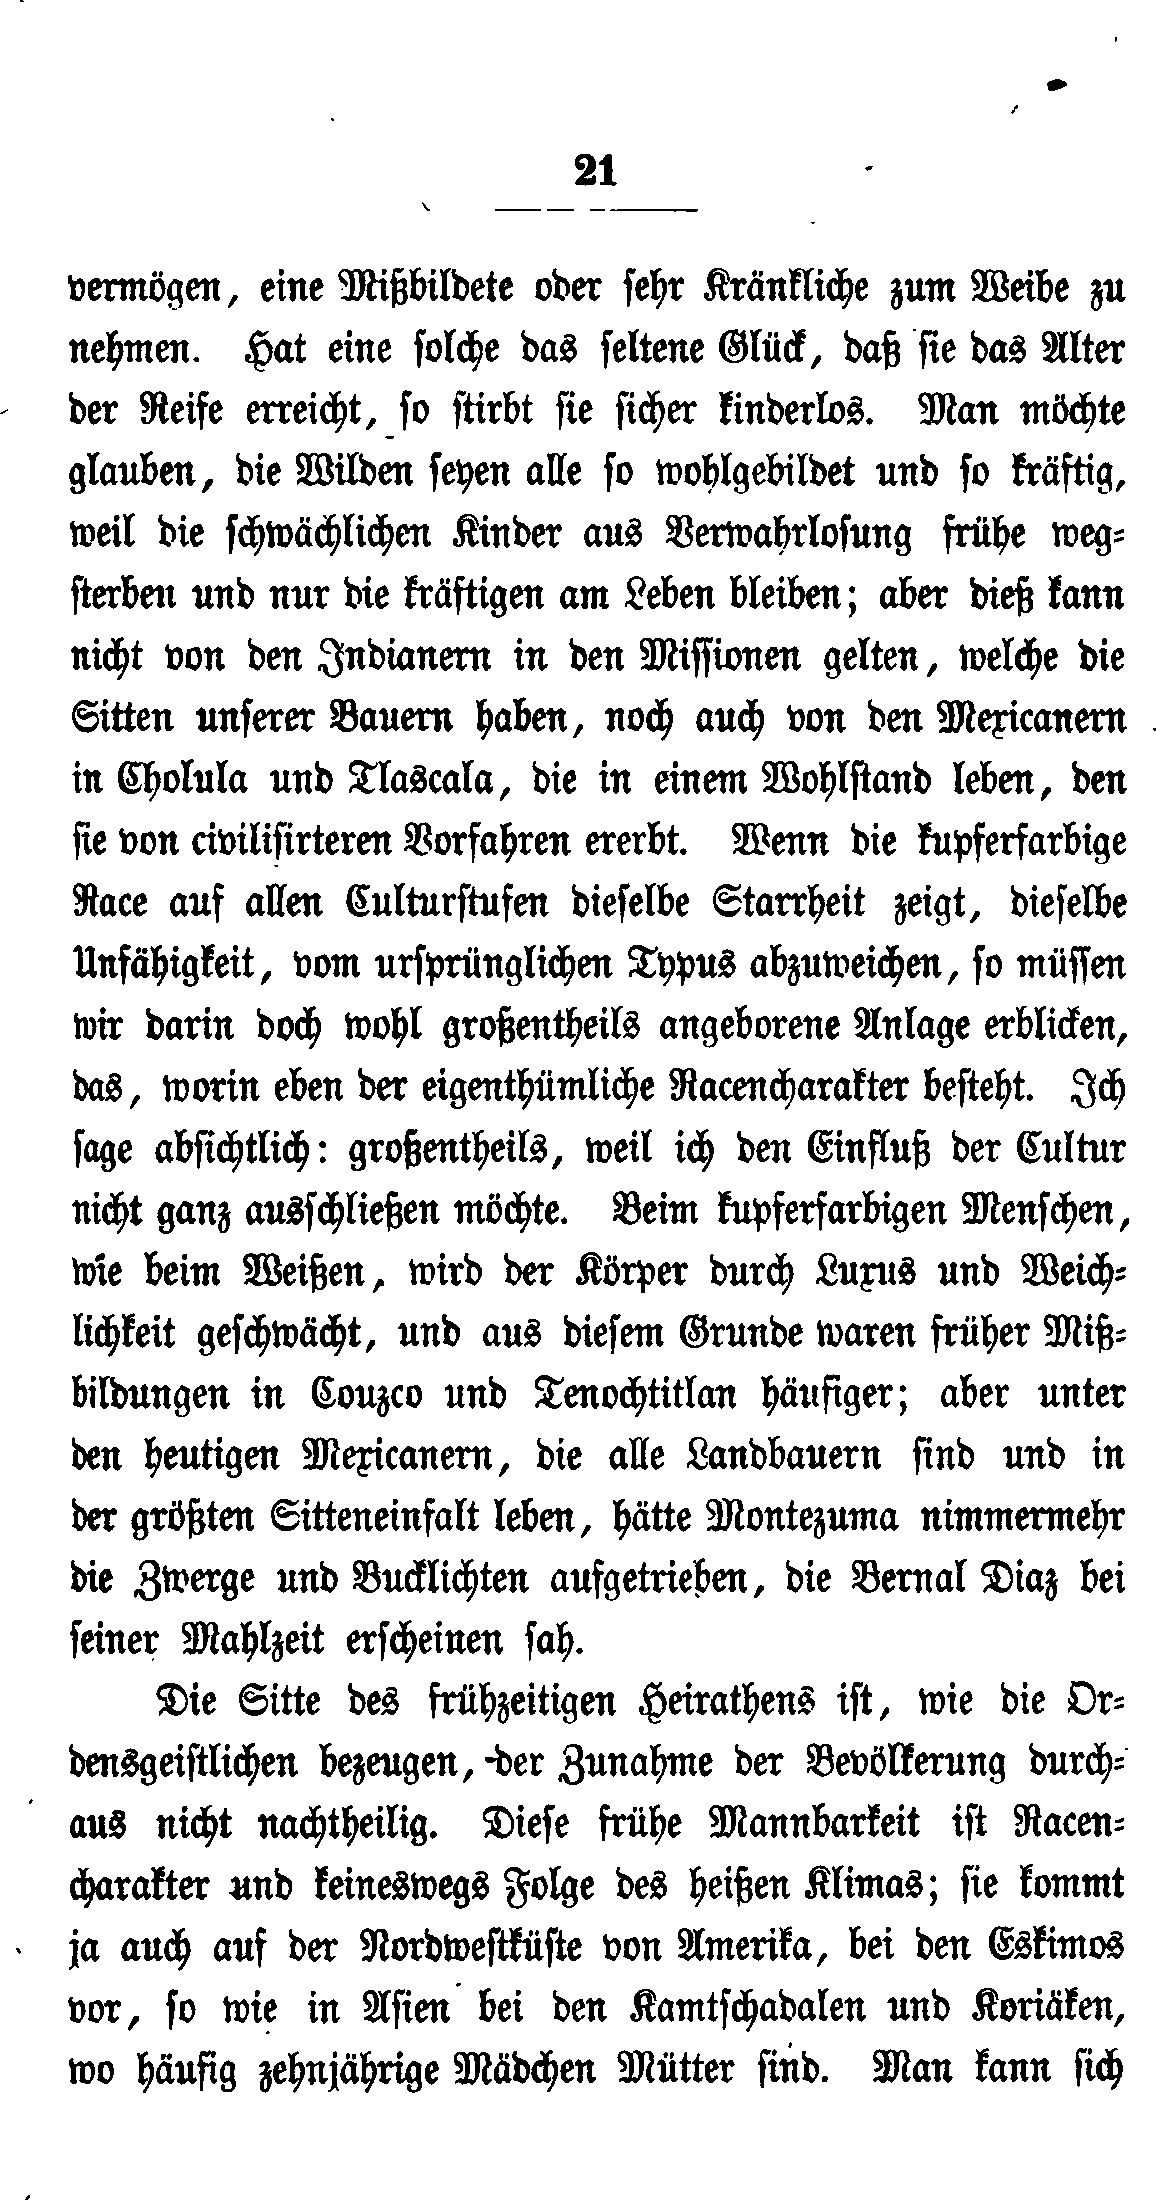 21
vermögen, eine Mißbildete oder sehr Kränkliche zum Weibe zu
nehmen. Hat eine solche das seltene Glück, daß sie das Alter
der Reife erreicht, so stirbt sie sicher kinderlos. Man möchte
glauben, die Wilden seyen alle so wohlgebildet und so kräftig,
weil die schwächlichen Kinder aus Verwahrlosung frühe weg-
sterben und nur die kräftigen am Leben bleiben; aber dieß kann
nicht von den Indianern in den Missionen gelten, welche die
Sitten unserer Bauern haben, noch auch von den Mexicanern
in Cholula und Tlascala, die in einem Wohlstand leben, den
sie von civilisirteren Vorfahren ererbt. Wenn die kupferfarbige
Race auf allen Culturstufen dieselbe Starrheit zeigt, dieselbe
Unfähigkeit, vom ursprünglichen Typus abzuweichen, so müssen
wir darin doch wohl großentheils angeborene Anlage erblicken,
das, worin eben der eigenthümliche Racencharakter besteht. Ich
sage absichtlich: großentheils, weil ich den Einfluß der Cultur
nicht ganz ausschließen möchte. Beim kupferfarbigen Menschen,
wie beim Weißen, wird der Körper durch Luxus und Weich-
lichkeit geschwächt, und aus diesem Grunde waren früher Miß-
bildungen in Couzco und Tenochtitlan häufiger; aber unter
den heutigen Mexicanern, die alle Landbauern sind und in
der größten Sitteneinfalt leben, hätte Montezuma nimmermehr
die Zwerge und Bucklichten aufgetrieben, die Bernal Diaz bei
seiner Mahlzeit erscheinen sah.
Die Sitte des frühzeitigen Heirathens ist, wie die Or-
densgeistlichen bezeugen, der Zunahme der Bevölkerung durch-
aus nicht nachtheilig. Diese frühe Mannbarkeit ist Racen-
charakter und keineswegs Folge des heißen Klimas; sie kommt
ja auch auf der Nordwestküste von Amerika, bei den Eskimos
vor, so wie in Asien bei den Kamtschadalen und Koriäken,
wo häufig zehnjährige Mädchen Mütter sind. Man kann sich